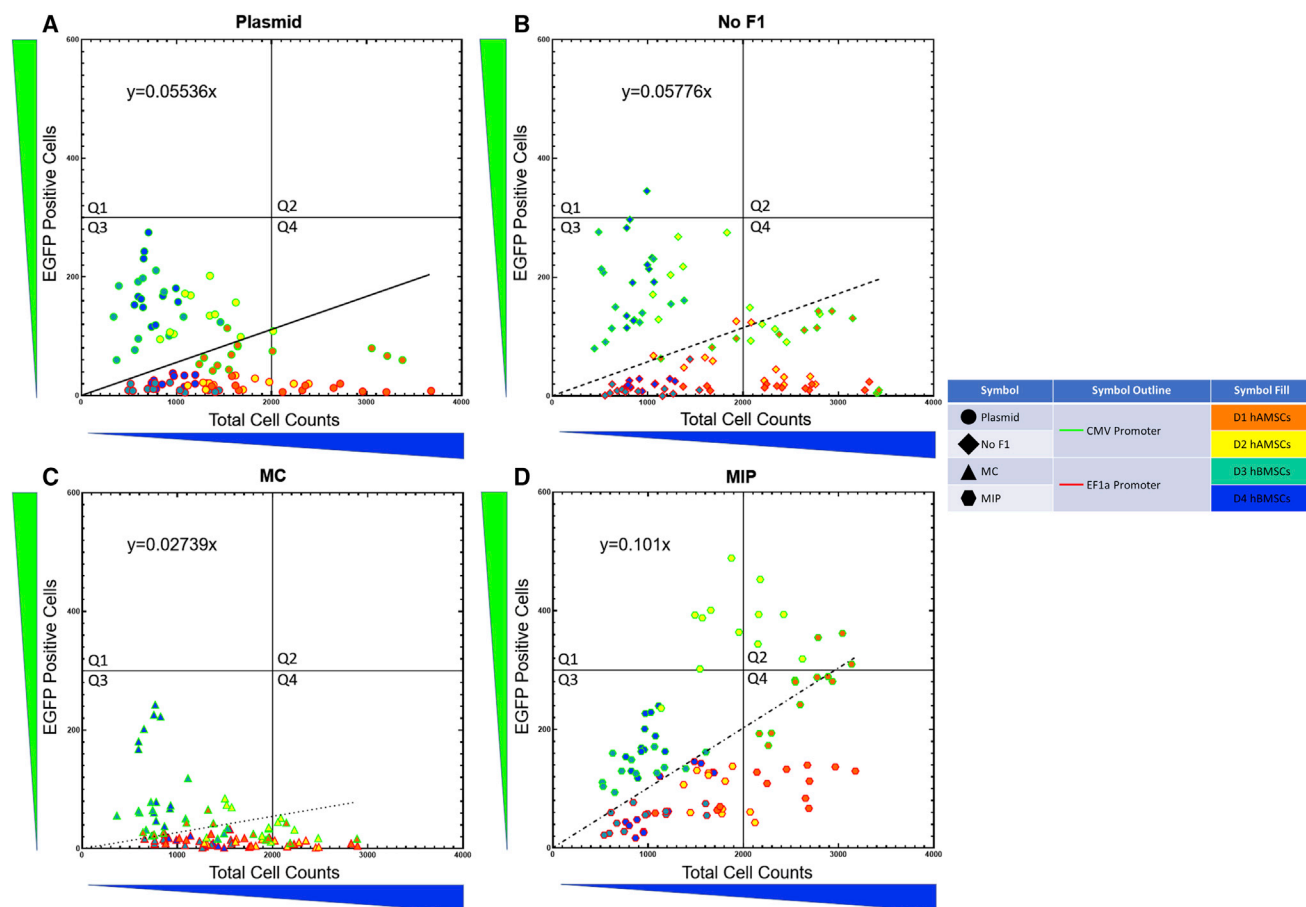 A
Plasmid
600
y=0.05536x
400
EGFP Positive Cells
Q1
Q2
Q3
Q4
200
0
0
1000
2000
3000
4000
Total Cell Counts
B
No F1
600
y=0.05776x
400
EGFP Positive Cells
Q1
Q2
Q3
Q4
200
0
0
1000
2000
3000
4000
Total Cell Counts
C
MC
600
y=0.02739x
400
EGFP Positive Cells
Q1
Q2
Q3
Q4
200
0
0
1000
2000
3000
4000
Total Cell Counts
D
MIP
600
y=0.101x
400
EGFP Positive Cells
Q1
Q2
Q3
Q4
200
0
0
1000
2000
3000
4000
Total Cell Counts
Symbol
Symbol Outline
Symbol Fill
Plasmid
CMV Promoter
D1 hAMSCs
No F1
D2 hAMSCs
MC
EF1a Promoter
D3 hBMSCs
MIP
D4 hBMSCs